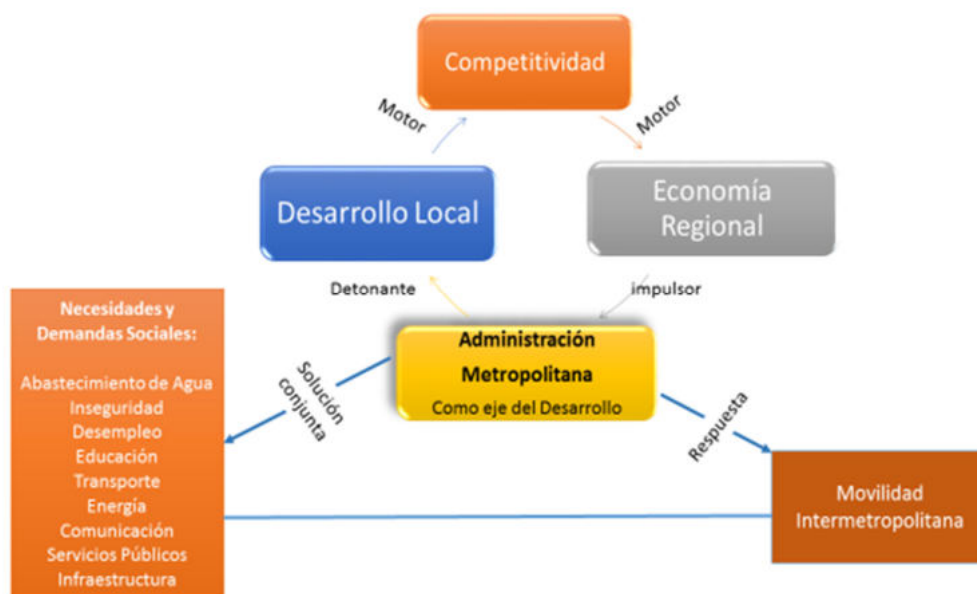 Competitividad
Motor
Motor
Desarrollo Local
Economía
Regional
Detonante
impulsor
Necesidades y
Demandas Sociales:
Abastecimiento de Agua
Inseguridad
Desempleo
Educación
Transporte
Energía
Comunicación
Servicios Públicos
Infraestructura
Administración
Metropolitana
Como eje del Desarrollo
Solución
conjunta
Respuesta
Movilidad
Intermetropolitana